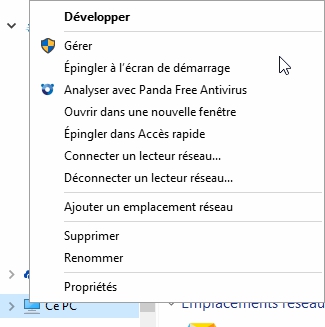 Développer
Gérer
Épingler à l'écran de démarrage
Analyser avec Panda Free Antivirus
Ouvrir dans une nouvelle fenêtre
Épingler dans Accès rapide
Connecter un lecteur réseau...
Déconnecter un lecteur réseau...
Ajouter un emplacement réseau
Supprimer
Renommer
Propriétés
Ce PC
Emplacements réseau